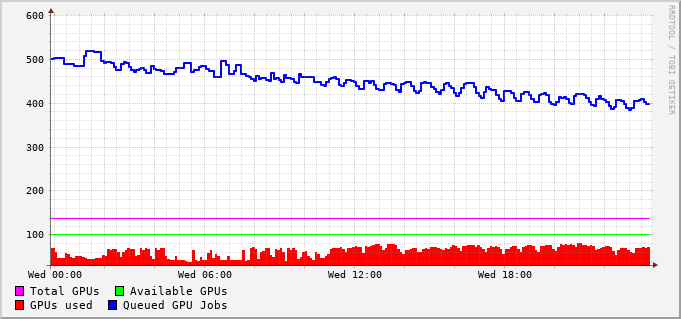 600
500
400
300
200
100
Wed 00:00 Wed 06:00 Wed 12:00 Wed 18:00
Total GPUs Available GPUs
GPUs used Queued GPU Jobs
RRDTOOL / TOBI OETIKER